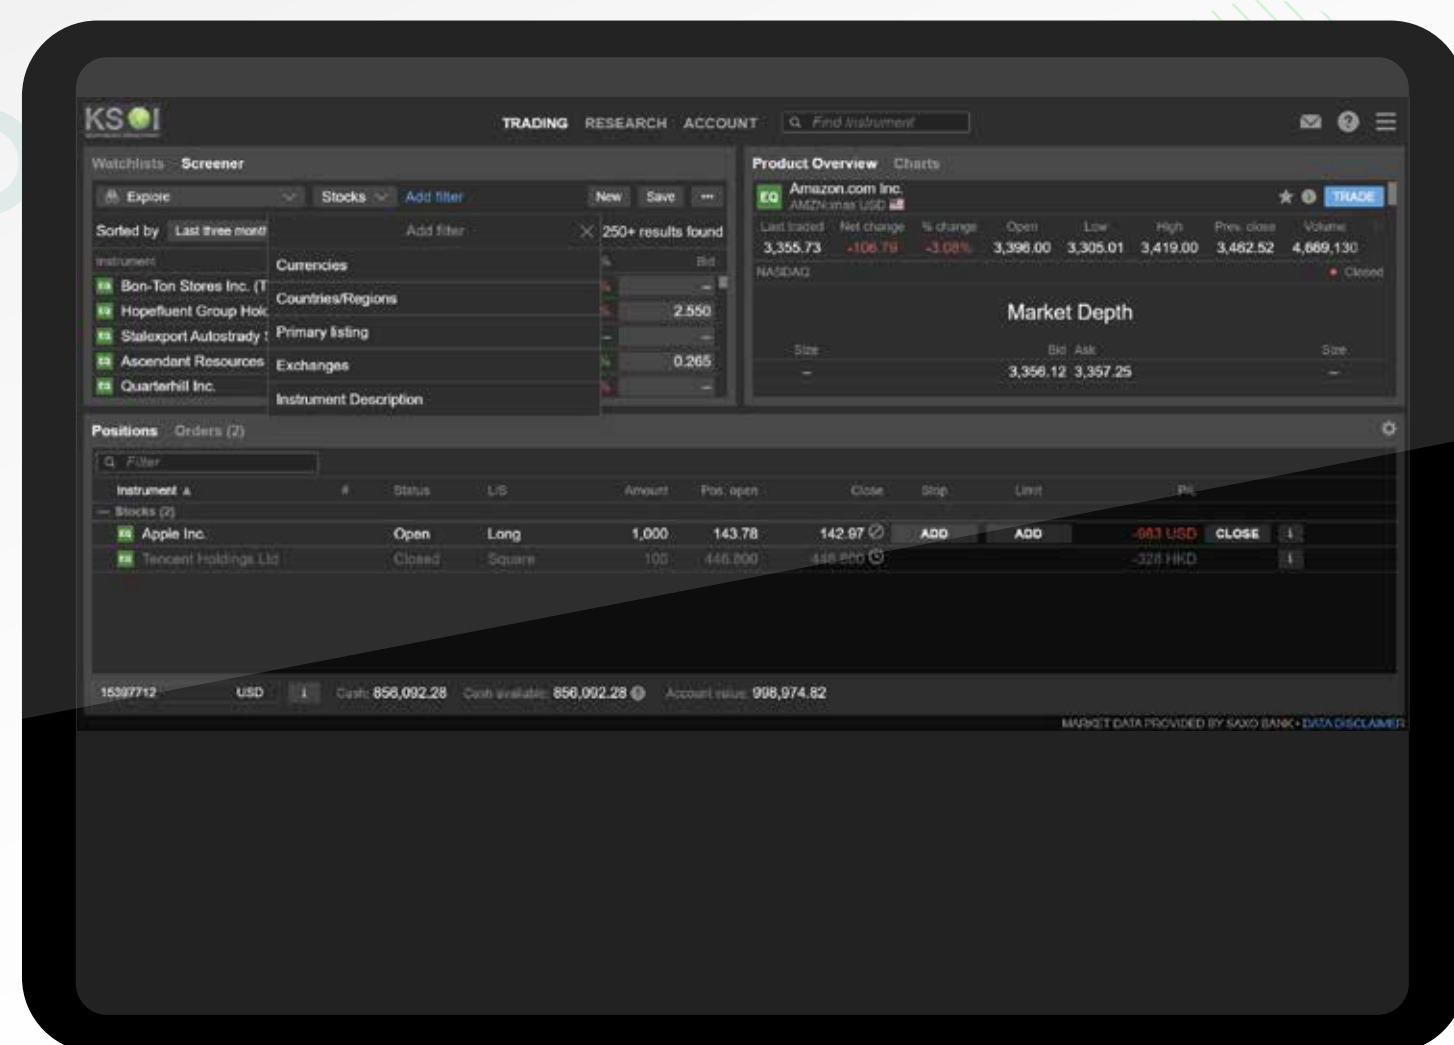 KS I
TRADING RESEARCH ACCOUNT Find Instrument
Watchlists Screener
Explore Stocks Add filter New Save ···
Sorted by Last three month Add filter 250+ results found
Instrument % Bid
Currencies
EQ Bon-Ton Stores Inc. (T % –
Countries/Regions
EQ Hopefluent Group Hold % 2.550
Primary listing
EQ Stalexport Autostrady S – –
Exchanges
EQ Ascendant Resources % 0.265
Instrument Description
EQ Quarterhill Inc. % –
Product Overview Charts
EQ Amazon.com Inc. TRADE
AMZN:xnas USD
Last traded Net change % change Open Low High Prev. close Volume
3,355.73 -106.79 -3.08% 3,396.00 3,305.01 3,419.00 3,462.52 4,669,130
NASDAQ Closed
Market Depth
Size Bid Ask Size
– 3,356.12 3,357.25 –
Positions Orders (2)
Filter
Instrument # Status L/S Amount Pos. open Close Stop Limit P/L
Stocks (2)
EQ Apple Inc. Open Long 1,000 143.78 142.97 ADD ADD -983 USD CLOSE
EQ Tencent Holdings Ltd Closed Square 100 446.800 446.600 -328 HKD
15397712 USD Cash: 856,092.28 Cash available: 856,092.28 Account value: 998,974.82
MARKET DATA PROVIDED BY SAXO BANK • DATA DISCLAIMER